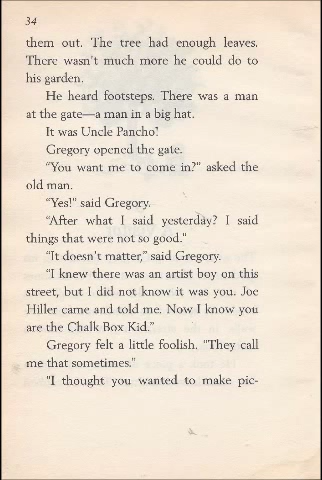 34
them out. The tree had enough leaves.
There wasn't much more he could do to
his garden.
He heard footsteps. There was a man
at the gate—a man in a big hat.
It was Uncle Pancho!
Gregory opened the gate.
"You want me to come in?" asked the
old man.
"Yes!" said Gregory.
"After what I said yesterday? I said
things that were not so good."
"It doesn't matter," said Gregory.
"I knew there was an artist boy on this
street, but I did not know it was you. Joe
Hiller came and told me. Now I know you
are the Chalk Box Kid."
Gregory felt a little foolish. "They call
me that sometimes."
"I thought you wanted to make pic-